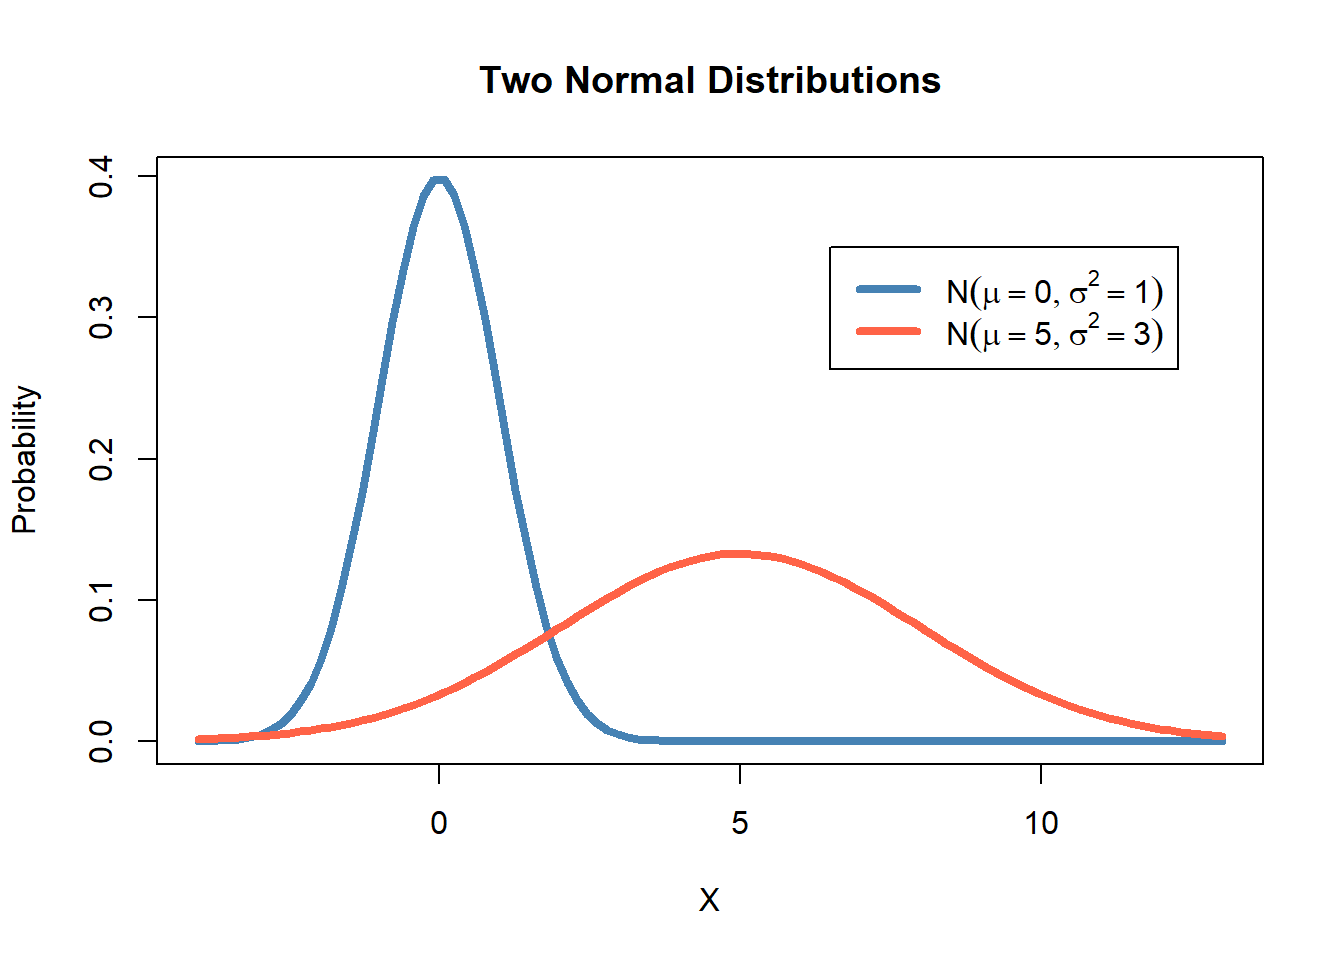 Two Normal Distributions
0.4
0.3
0.2
0.1
0.0
Probability
N(μ = 0, σ² = 1)
N(μ = 5, σ² = 3)
0 5 10
X